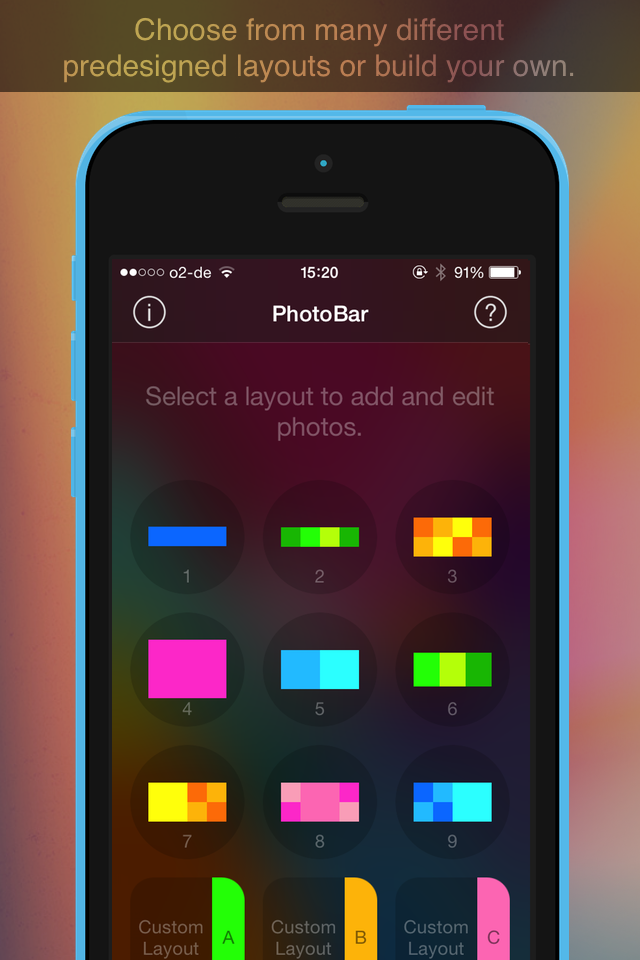 Choose from many different
predesigned layouts or build your own.
o2-de 15:20 91%
i PhotoBar ?
Select a layout to add and edit
photos.
1 2 3
4 5 6
7 8 9
Custom Layout A Custom Layout B Custom Layout C